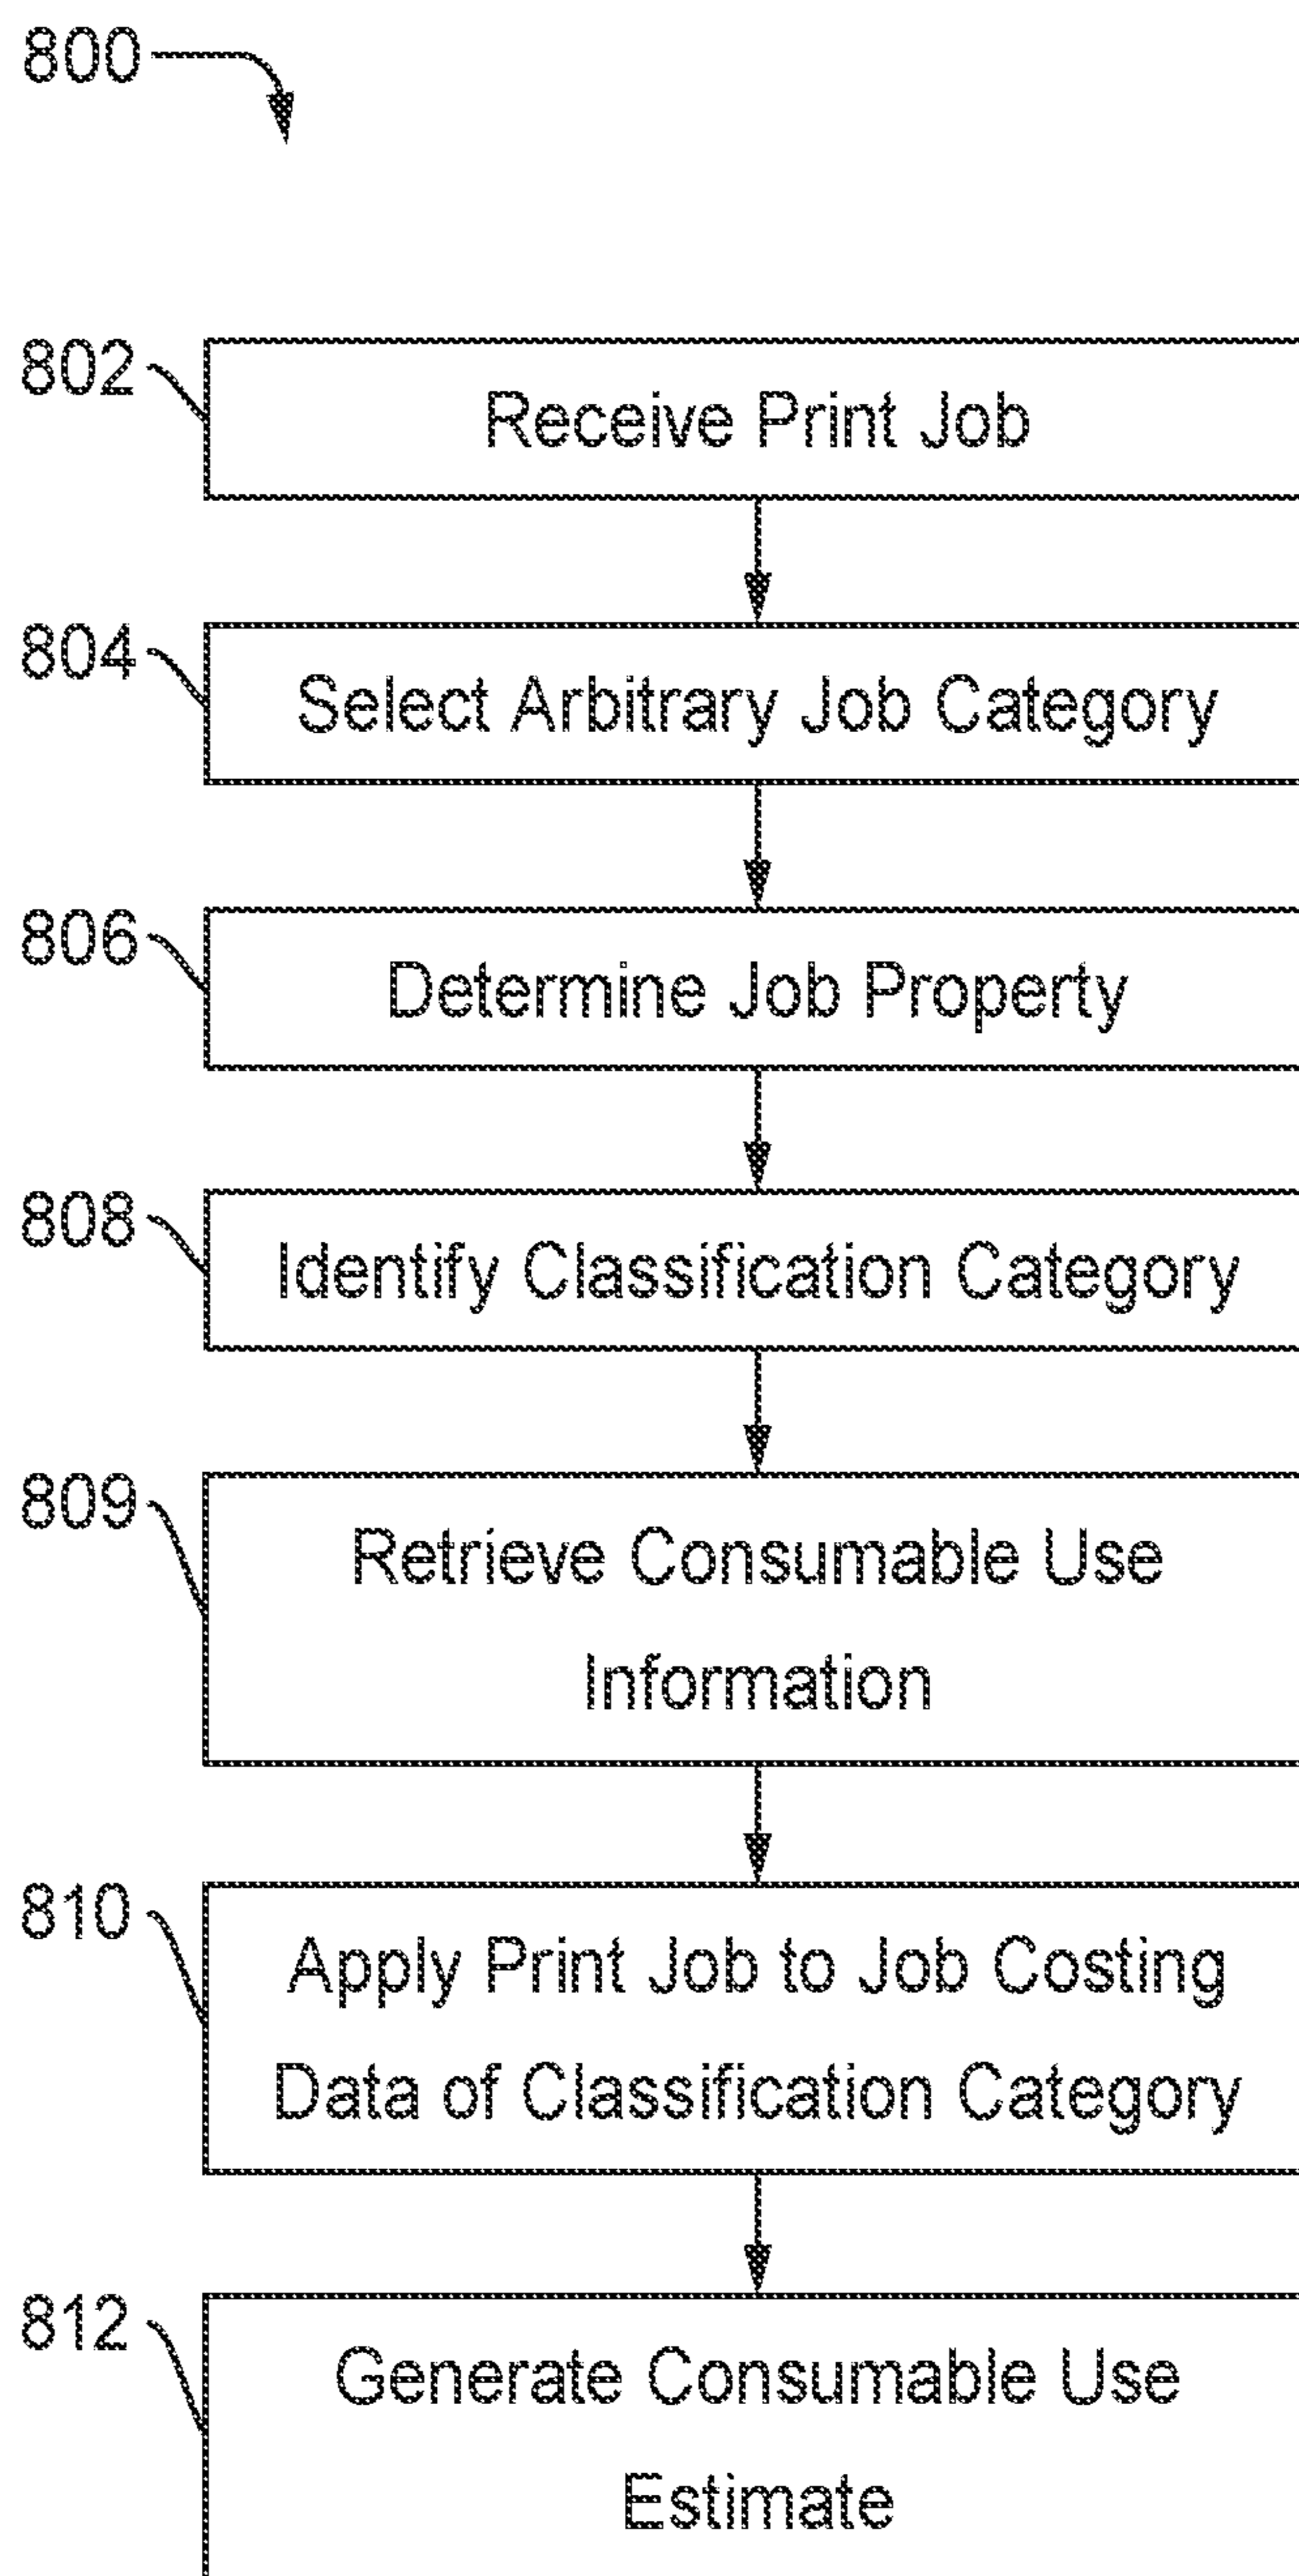 800
802
Receive Print Job
804
Select Arbitrary Job Category
806
Determine Job Property
808
Identify Classification Category
809
Retrieve Consumable Use
Information
810
Apply Print Job to Job Costing
Data of Classification Category
812
Generate Consumable Use
Estimate